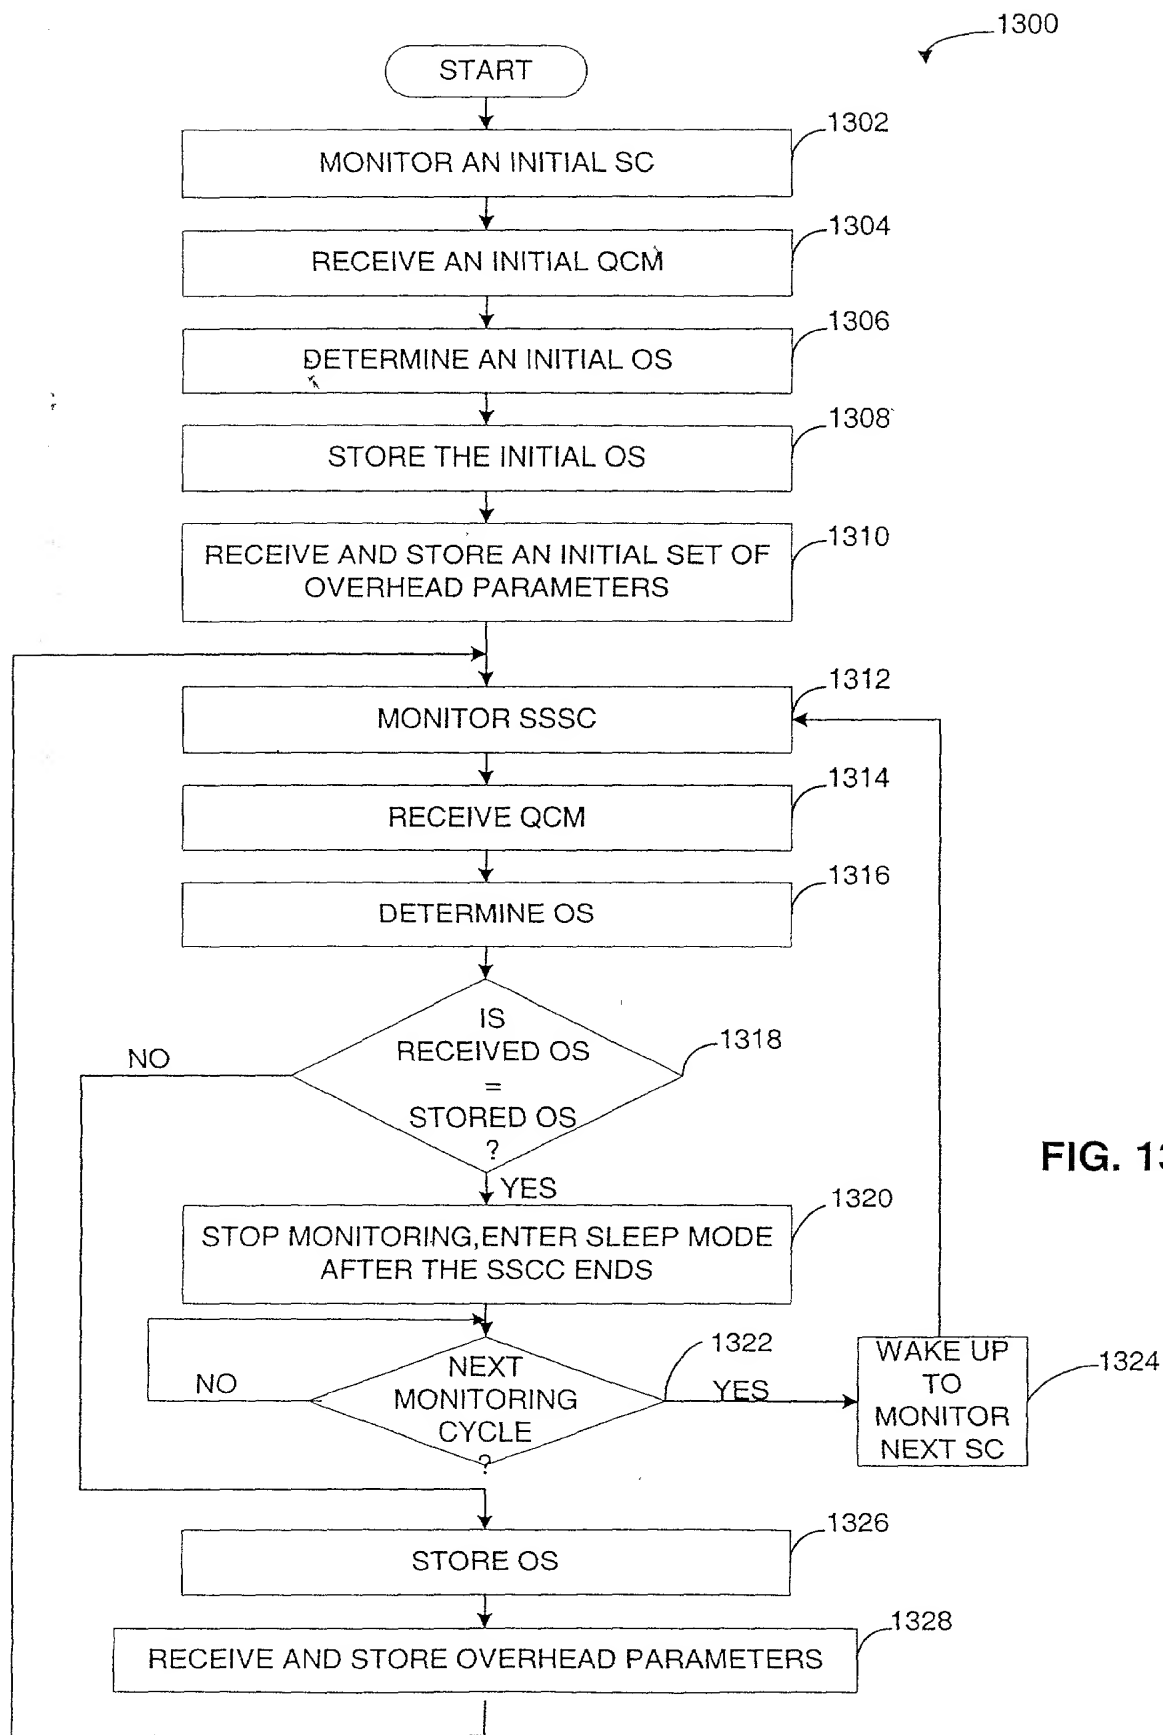 1300
START
1302
MONITOR AN INITIAL SC
1304
RECEIVE AN INITIAL QCM
1306
DETERMINE AN INITIAL OS
1308
STORE THE INITIAL OS
1310
RECEIVE AND STORE AN INITIAL SET OF
OVERHEAD PARAMETERS
1312
MONITOR SSSC
1314
RECEIVE QCM
1316
DETERMINE OS
IS
RECEIVED OS
=
STORED OS
?
1318
NO
YES
FIG. 13
1320
STOP MONITORING,ENTER SLEEP MODE
AFTER THE SSCC ENDS
1322
NEXT
MONITORING
CYCLE
?
NO
YES
WAKE UP
TO
MONITOR
NEXT SC
1324
1326
STORE OS
1328
RECEIVE AND STORE OVERHEAD PARAMETERS